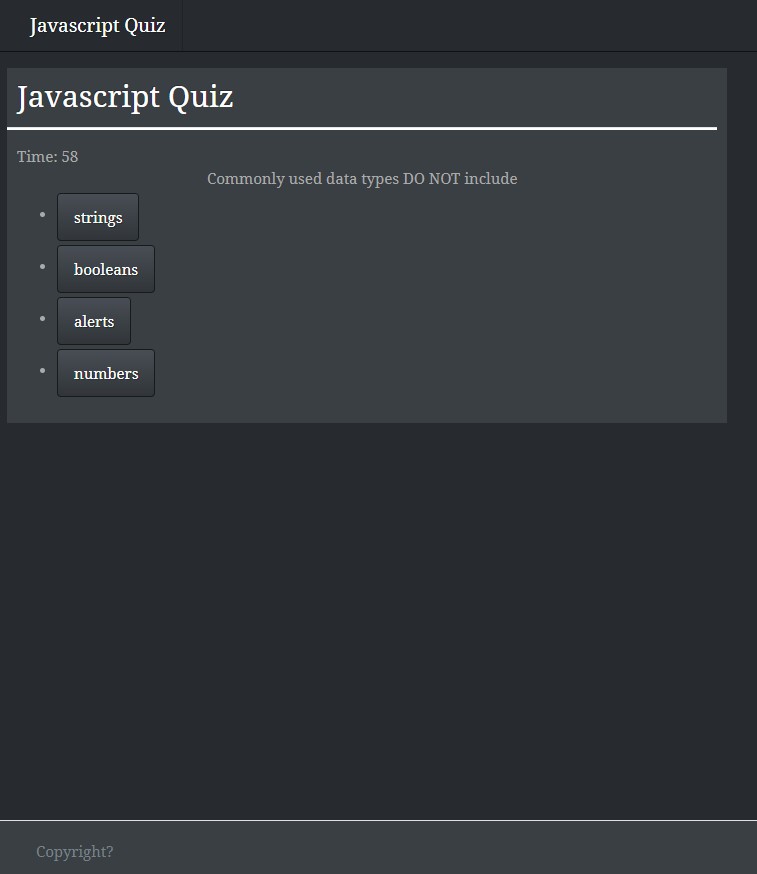 Javascript Quiz
Javascript Quiz
Time: 58
Commonly used data types DO NOT include
strings
booleans
alerts
numbers
Copyright?